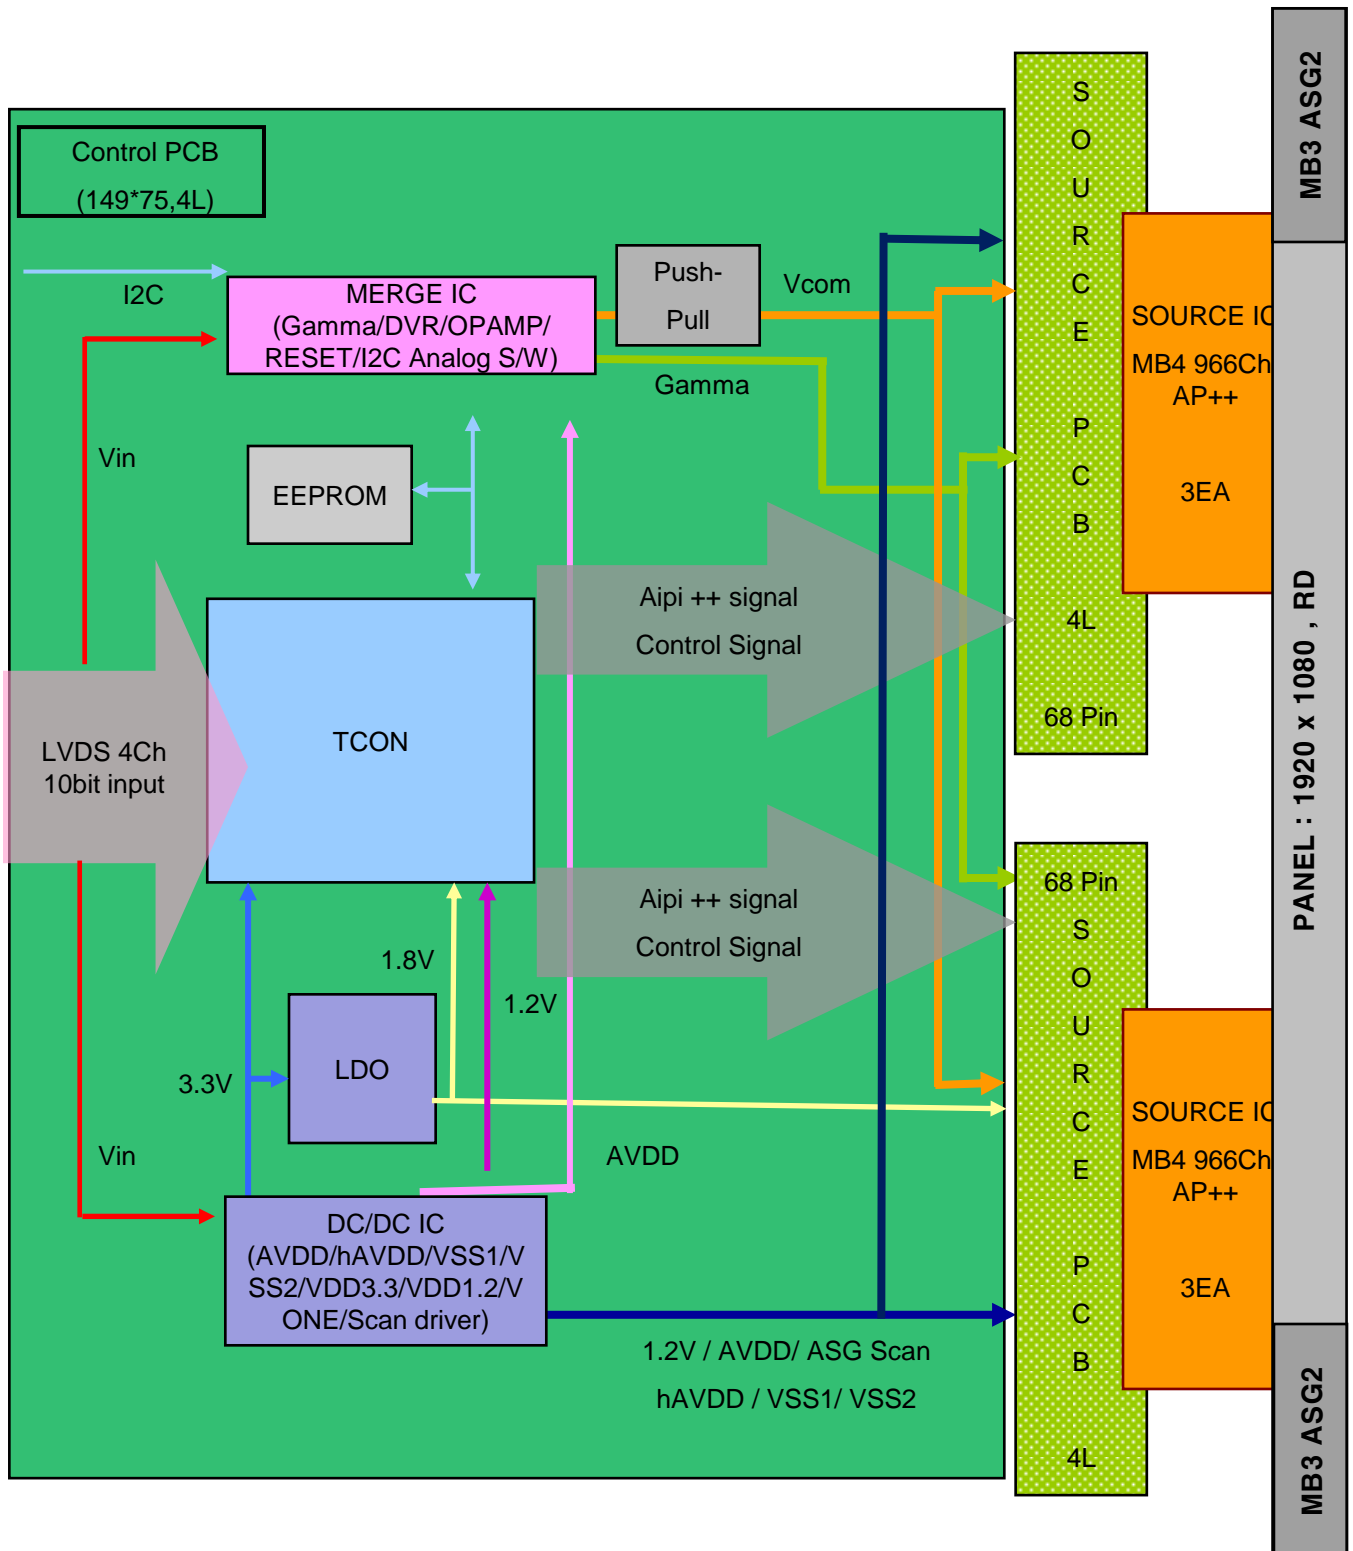 Control PCB
(149*75,4L)
I2C
MERGE IC
(Gamma/DVR/OPAMP/
RESET/I2C Analog S/W)
Push-
Pull
Vcom
Gamma
Vin
EEPROM
LVDS 4Ch
10bit input
TCON
Aipi ++ signal
Control Signal
Aipi ++ signal
Control Signal
1.8V
1.2V
3.3V
LDO
Vin
AVDD
DC/DC IC
(AVDD/hAVDD/VSS1/V
SS2/VDD3.3/VDD1.2/V
ONE/Scan driver)
1.2V / AVDD/ ASG Scan
hAVDD / VSS1/ VSS2
S
O
U
R
C
E
P
C
B
4L
68 Pin
68 Pin
S
O
U
R
C
E
P
C
B
4L
SOURCE IC
MB4 966Ch
AP++
3EA
SOURCE IC
MB4 966Ch
AP++
3EA
MB3 ASG2
PANEL : 1920 x 1080 , RD
MB3 ASG2